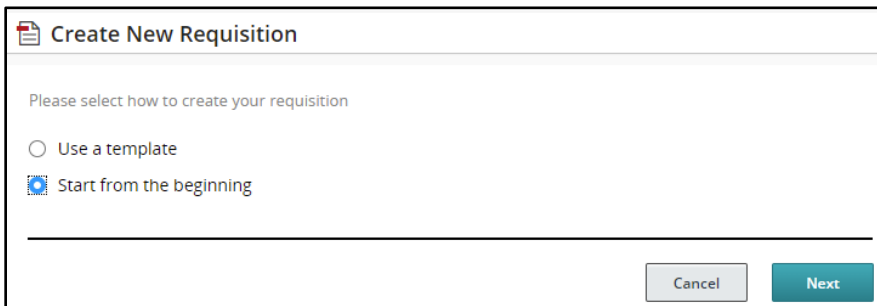 Create New Requisition
Please select how to create your requisition
Use a template
Start from the beginning
Cancel Next